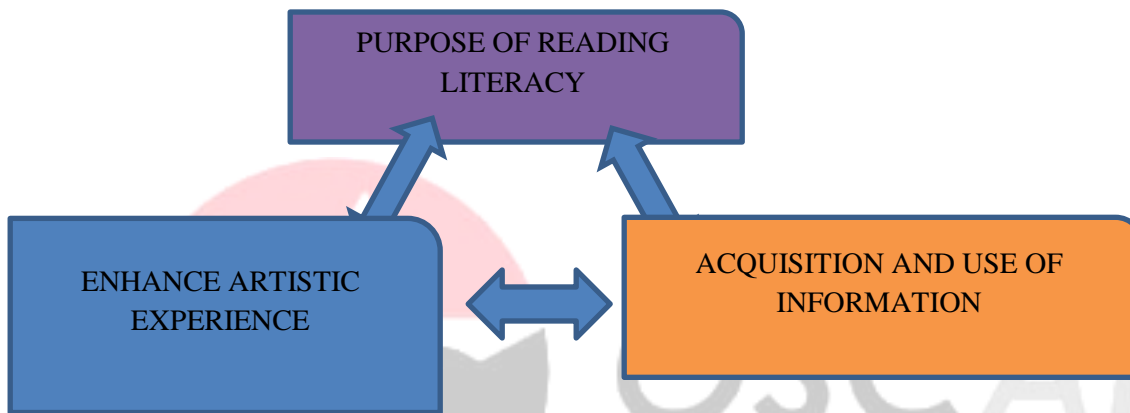 PURPOSE OF READING
LITERACY
ENHANCE ARTISTIC
EXPERIENCE
ACQUISITION AND USE OF
INFORMATION